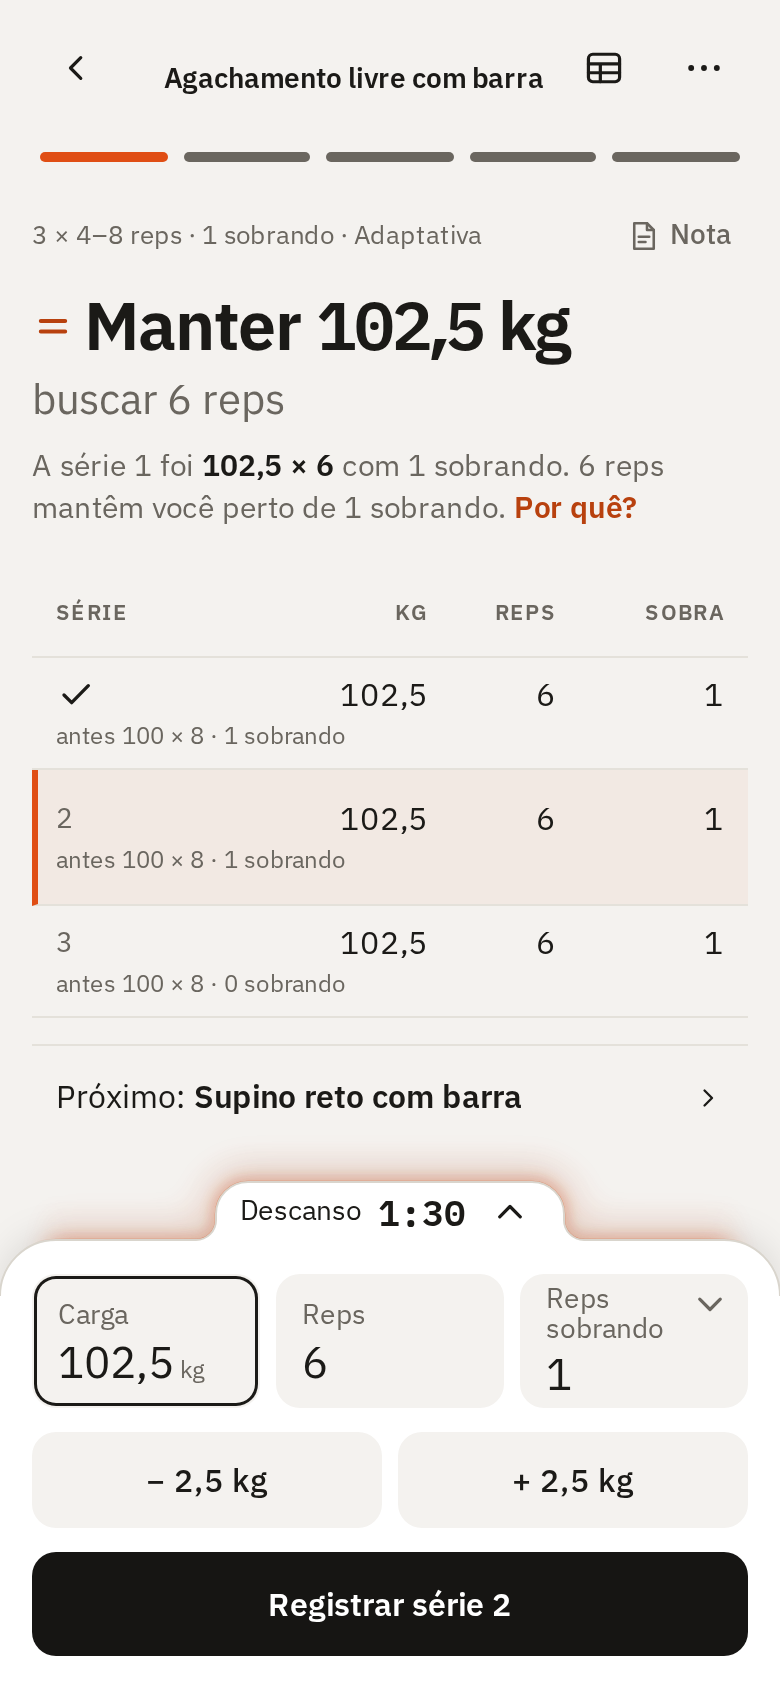 Agachamento livre com barra
3 × 4–8 reps · 1 sobrando · Adaptativa
Nota
= Manter 102,5 kg
buscar 6 reps
A série 1 foi 102,5 × 6 com 1 sobrando. 6 reps
mantêm você perto de 1 sobrando. Por quê?
SÉRIE KG REPS SOBRA
102,5 6 1
antes 100 × 8 · 1 sobrando
2 102,5 6 1
antes 100 × 8 · 1 sobrando
3 102,5 6 1
antes 100 × 8 · 0 sobrando
Próximo: Supino reto com barra
Descanso 1:30
Carga
102,5 kg
Reps
6
Reps
sobrando
1
– 2,5 kg
+ 2,5 kg
Registrar série 2